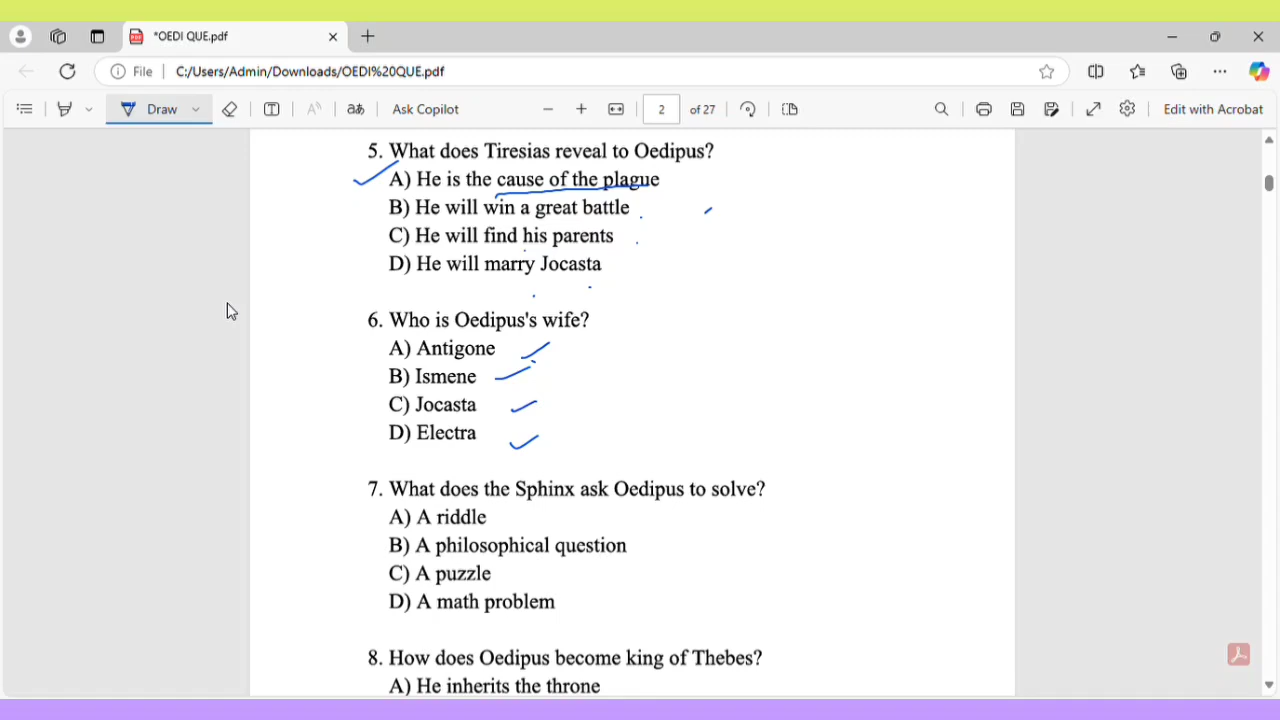 *OEDI QUE.pdf
File
C:/Users/Admin/Downloads/OEDI%20QUE.pdf
Draw
aあ
Ask Copilot
2
of 27
Edit with Acrobat
5. What does Tiresias reveal to Oedipus?
A) He is the cause of the plague
B) He will win a great battle
C) He will find his parents
D) He will marry Jocasta
6. Who is Oedipus's wife?
A) Antigone
B) Ismene
C) Jocasta
D) Electra
7. What does the Sphinx ask Oedipus to solve?
A) A riddle
B) A philosophical question
C) A puzzle
D) A math problem
8. How does Oedipus become king of Thebes?
A) He inherits the throne